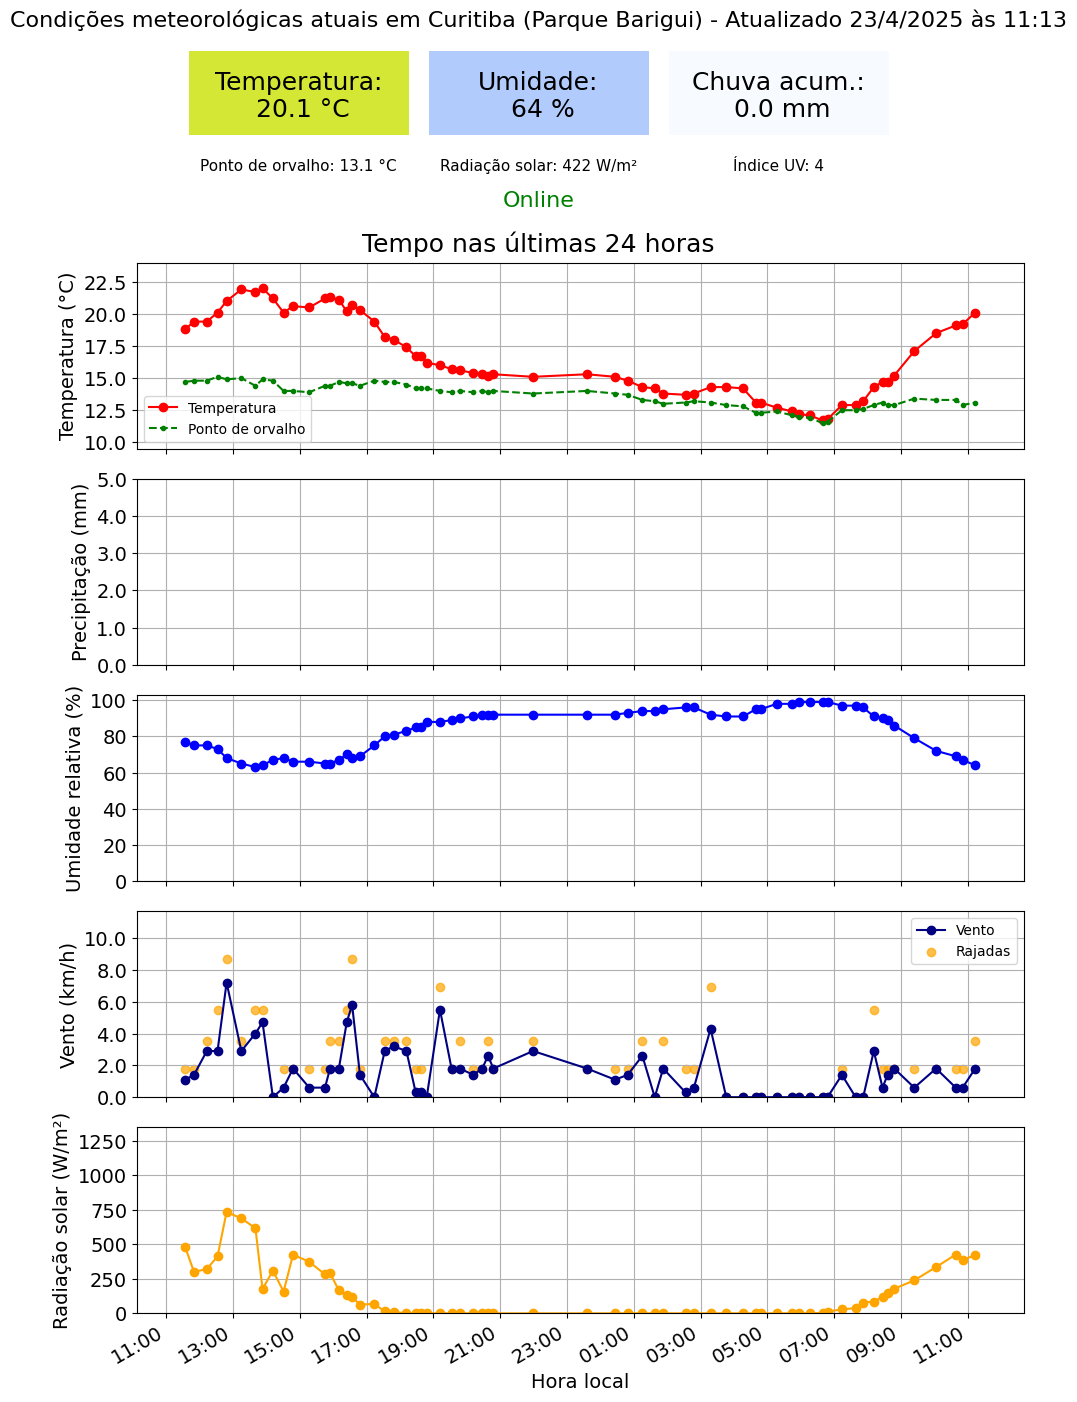 Condições meteorológicas atuais em Curitiba (Parque Barigui) - Atualizado 23/4/2025 às 11:13
Temperatura:
20.1 °C
Umidade:
64 %
Chuva acum.:
0.0 mm
Ponto de orvalho: 13.1 °C
Radiação solar: 422 W/m²
Índice UV: 4
Online
Tempo nas últimas 24 horas
Temperatura (°C)
22.5
20.0
17.5
15.0
12.5
10.0
Temperatura
Ponto de orvalho
Precipitação (mm)
5.0
4.0
3.0
2.0
1.0
0.0
Umidade relativa (%)
100
80
60
40
20
0
Vento (km/h)
10.0
8.0
6.0
4.0
2.0
0.0
Vento
Rajadas
Radiação solar (W/m²)
1250
1000
750
500
250
0
11:00
13:00
15:00
17:00
19:00
21:00
23:00
01:00
03:00
05:00
07:00
09:00
11:00
Hora local